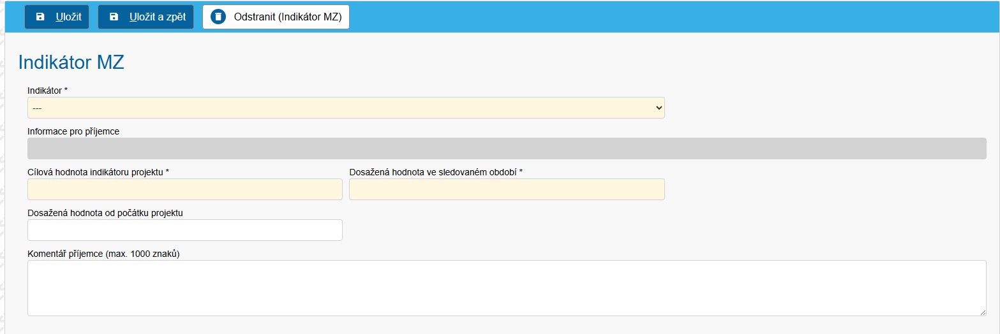 Uložit Uložit a zpět Odstranit (Indikátor MZ)
Indikátor MZ
Indikátor *
---
Informace pro příjemce
Cílová hodnota indikátoru projektu * Dosažená hodnota ve sledovaném období *
Dosažená hodnota od počátku projektu
Komentář příjemce (max. 1000 znaků)